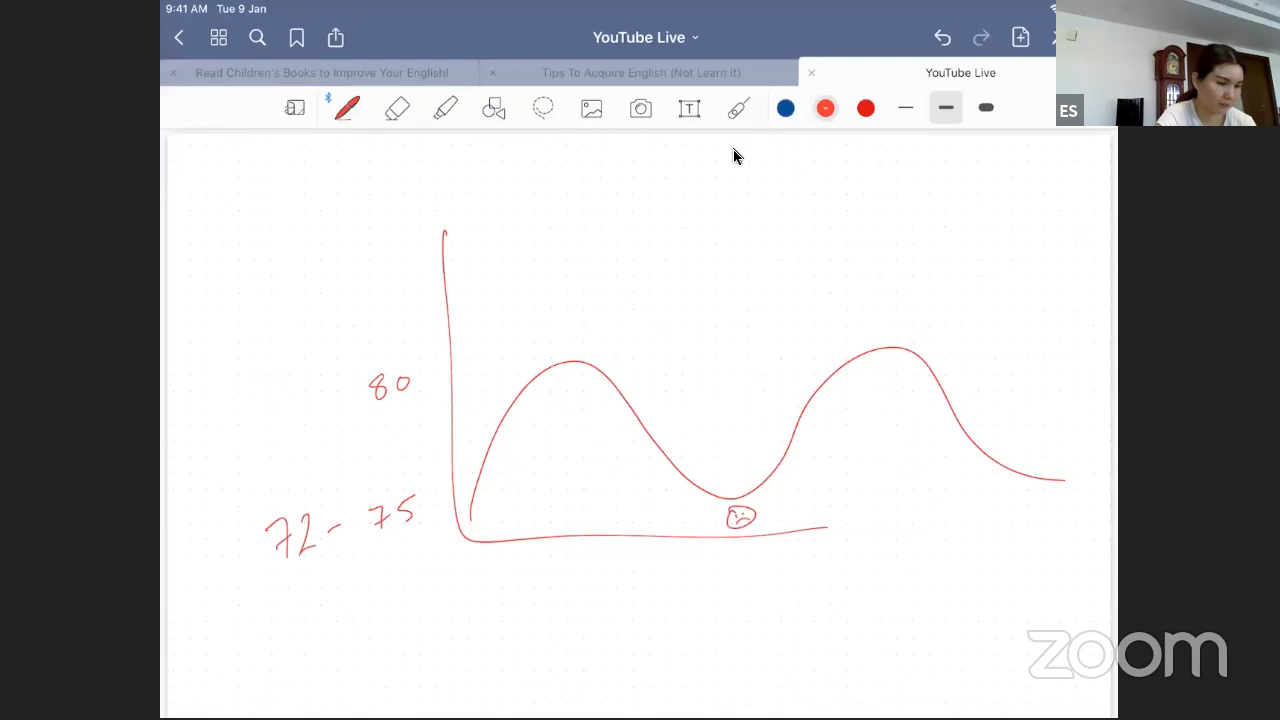 9:41 AM Tue 9 Jan
YouTube Live
Read Children's Books to Improve Your English!
Tips To Acquire English (Not Learn It)
YouTube Live
T
ES
80
72 - 75
zoom